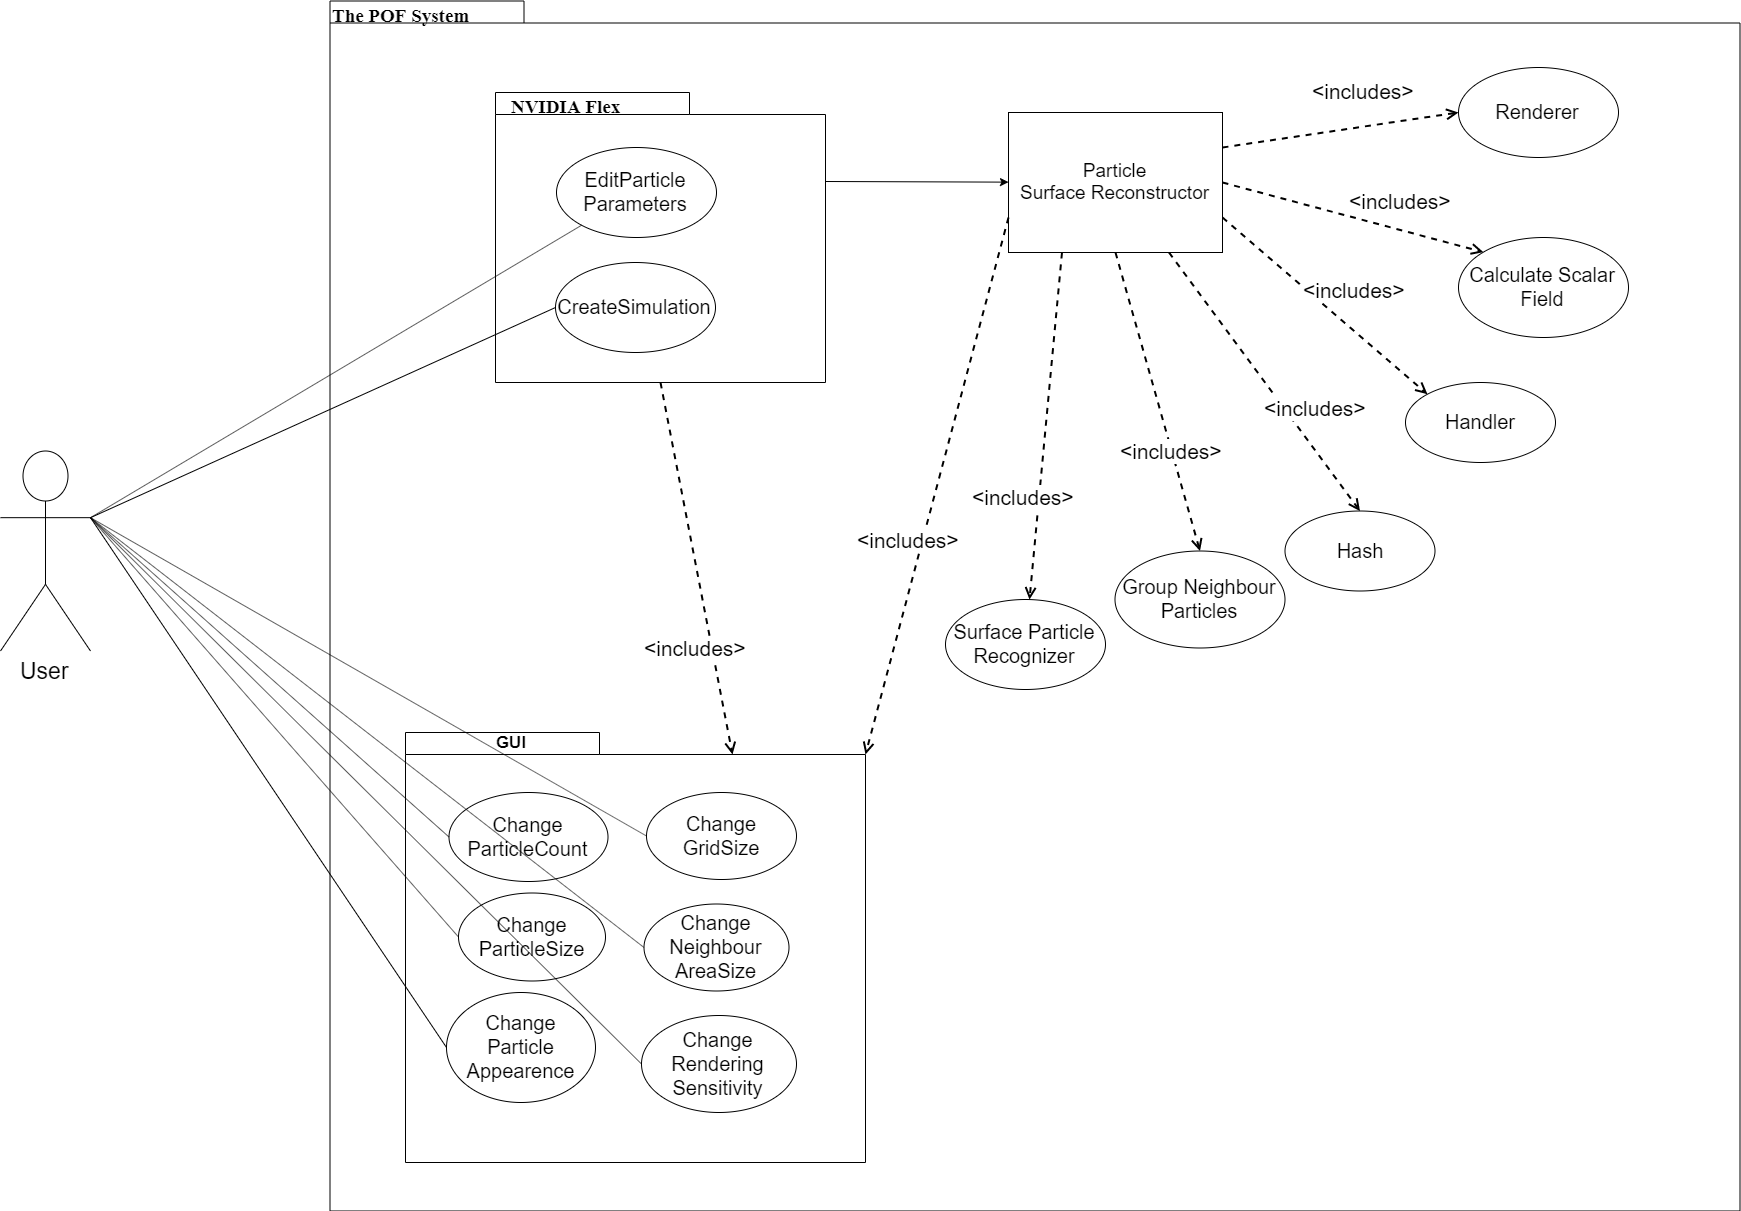 The POF System
NVIDIA Flex
EditParticle
Parameters
CreateSimulation
Particle
Surface Reconstructor
<includes>
Renderer
<includes>
Calculate Scalar
Field
<includes>
Handler
<includes>
Hash
<includes>
Group Neighbour
Particles
<includes>
Surface Particle
Recognizer
<includes>
<includes>
User
GUI
Change
ParticleCount
Change
GridSize
Change
ParticleSize
Change
Neighbour
AreaSize
Change
Particle
Appearence
Change
Rendering
Sensitivity